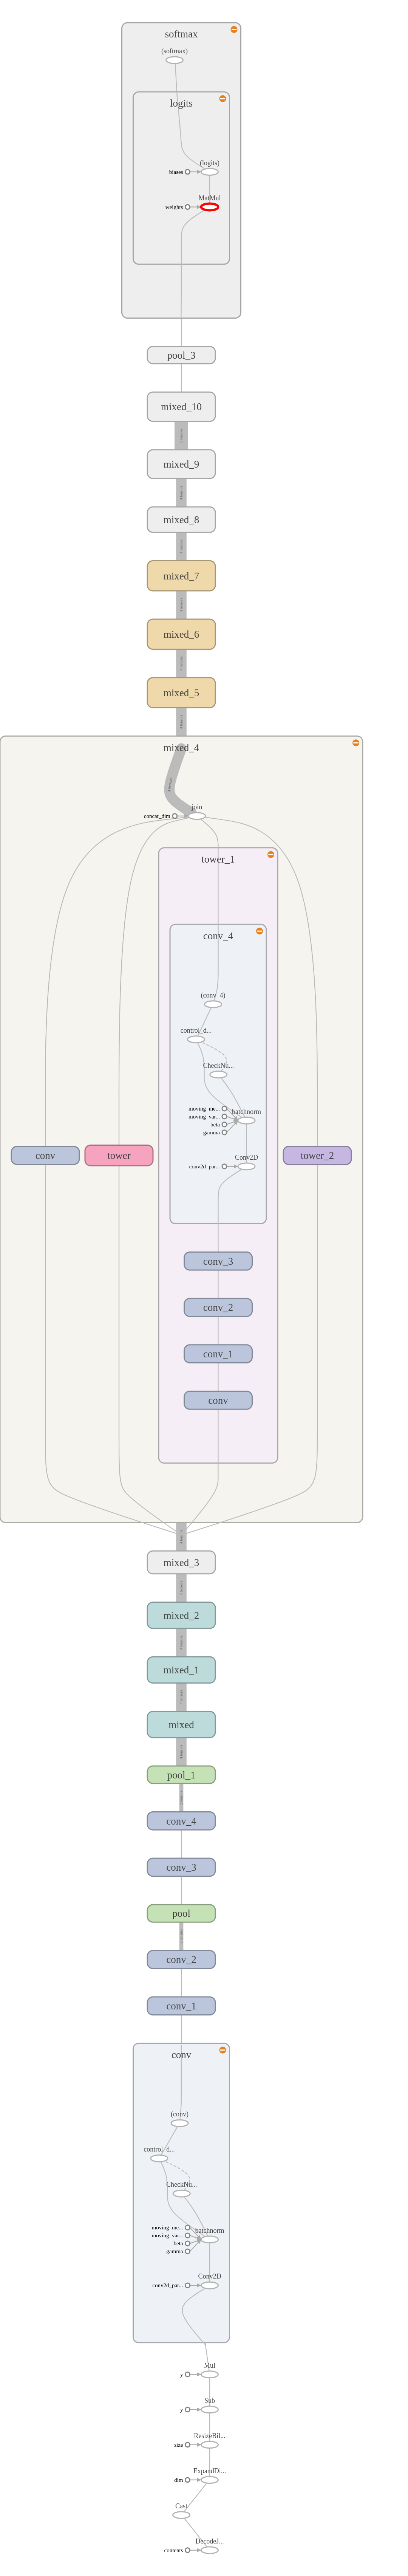 softmax
(softmax)
logits
(logits)
biases
MatMul
weights
pool_3
mixed_10
mixed_9
mixed_8
mixed_7
mixed_6
mixed_5
mixed_4
join
concat_dim
tower_1
conv_4
(conv_4)
control_d...
CheckNu...
moving_me...
batchnorm
moving_var...
beta
gamma
Conv2D
conv2d_par...
conv
tower
tower_2
conv_3
conv_2
conv_1
conv
mixed_3
mixed_2
mixed_1
mixed
pool_1
conv_4
conv_3
pool
conv_2
conv_1
conv
(conv)
control_d...
CheckNu...
moving_me...
batchnorm
moving_var...
beta
gamma
Conv2D
conv2d_par...
Mul
y
Sub
y
ResizeBil...
size
ExpandDi...
dim
Cast
DecodeJ...
contents